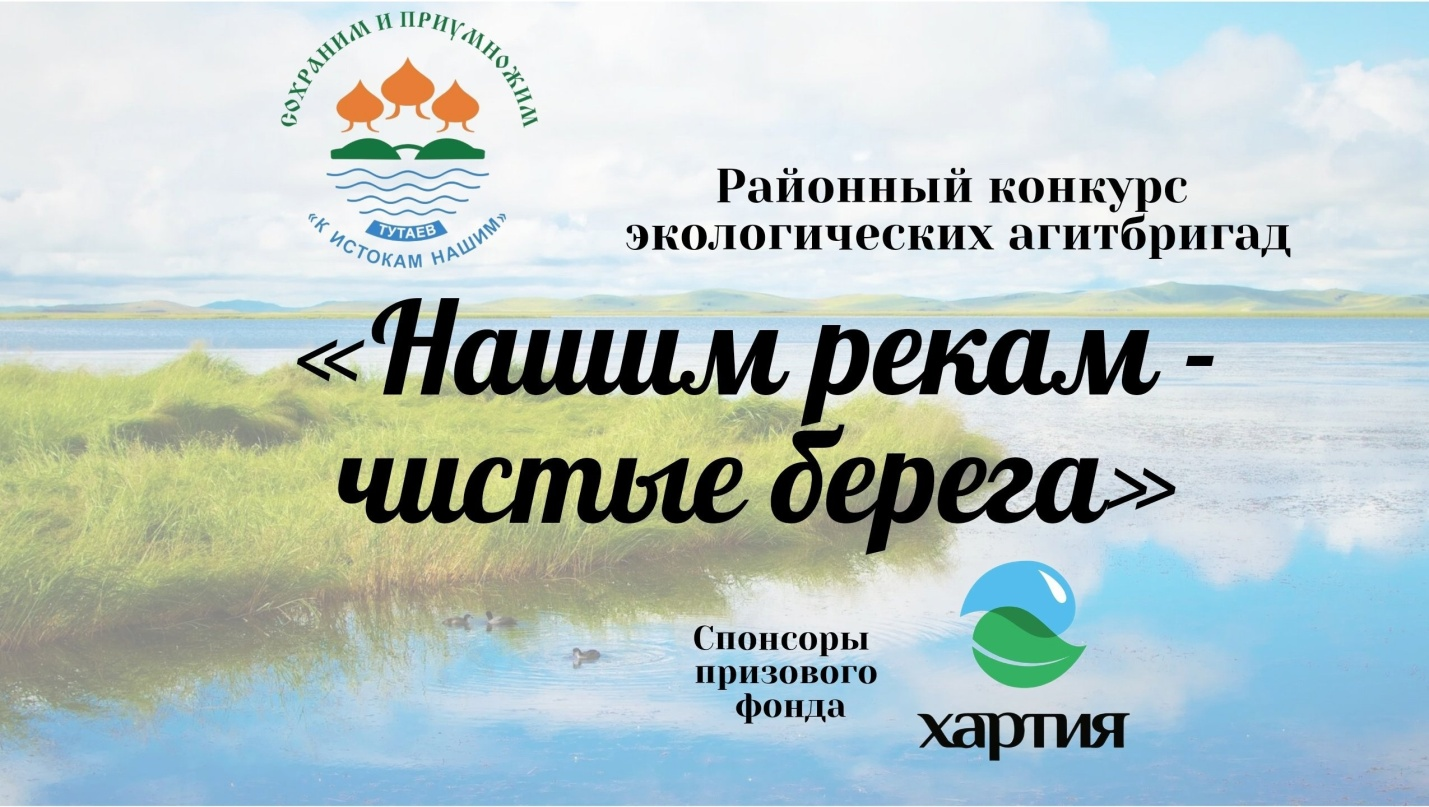 СОХРАНИМ И ПРИУМНОЖИМ
ТУТАЕВ
«К ИСТОКАМ НАШИМ»
Районный конкурс
экологических агитбригад
«Нашим рекам -
чистые берега»
Спонсоры
призового
фонда
хартия